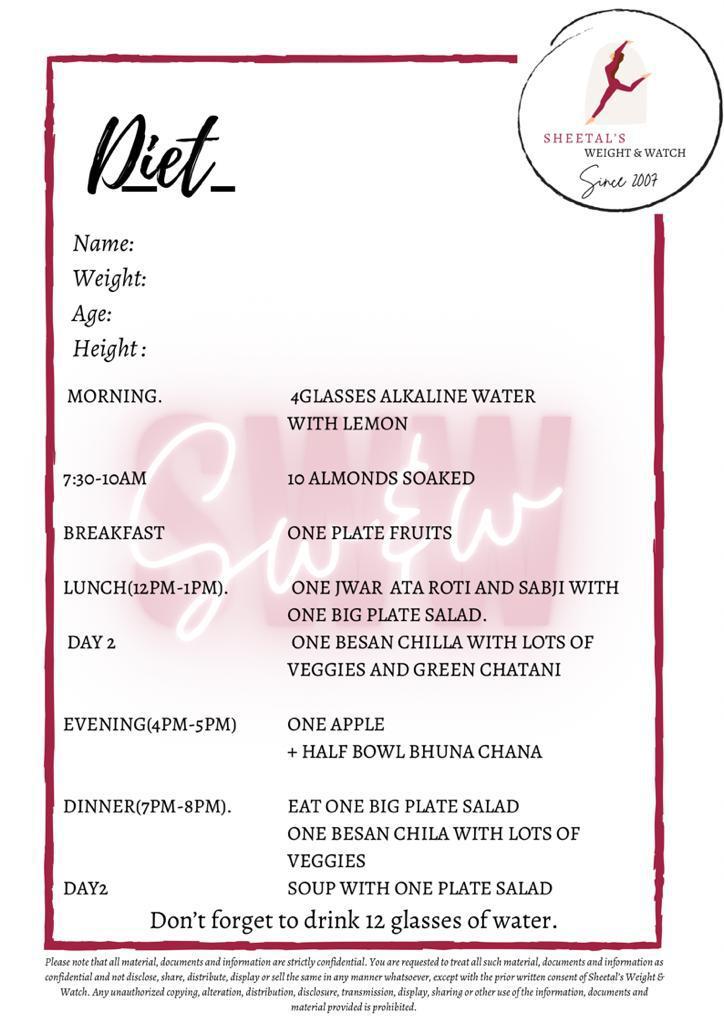 SHEETAL'S
WEIGHT & WATCH
Since 2007
Diet
Name:
Weight:
Age:
Height :
MORNING. 4GLASSES ALKALINE WATER
WITH LEMON
7:30-10AM 10 ALMONDS SOAKED
BREAKFAST ONE PLATE FRUITS
LUNCH(12PM-1PM). ONE JWAR ATA ROTI AND SABJI WITH
ONE BIG PLATE SALAD.
DAY 2 ONE BESAN CHILLA WITH LOTS OF
VEGGIES AND GREEN CHATANI
EVENING(4PM-5PM) ONE APPLE
+ HALF BOWL BHUNA CHANA
DINNER(7PM-8PM). EAT ONE BIG PLATE SALAD
ONE BESAN CHILA WITH LOTS OF
VEGGIES
DAY2 SOUP WITH ONE PLATE SALAD
Don't forget to drink 12 glasses of water.
SWW
Sw&w
Please note that all material, documents and information are strictly confidential. You are requested to treat all such material, documents and information as
confidential and not disclose, share, distribute, display or sell the same in any manner whatsoever, except with the prior written consent of Sheetal's Weight &
Watch. Any unauthorized copying, alteration, distribution, disclosure, transmission, display, sharing or other use of the information, documents and
material provided is prohibited.